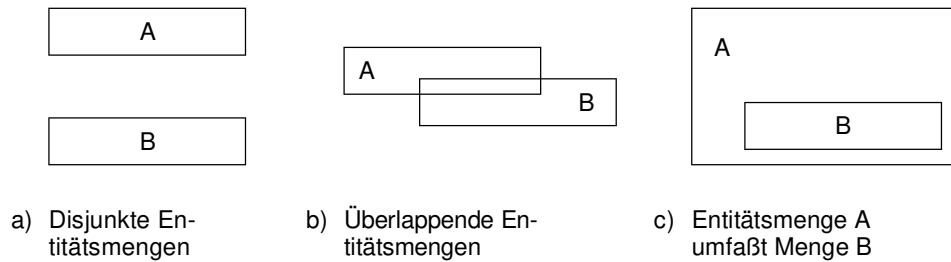 A
B
A
B
A
B
a) Disjunkte En-
titätsmengen
b) Überlappende En-
titätsmengen
c) Entitätsmenge A
umfaßt Menge B